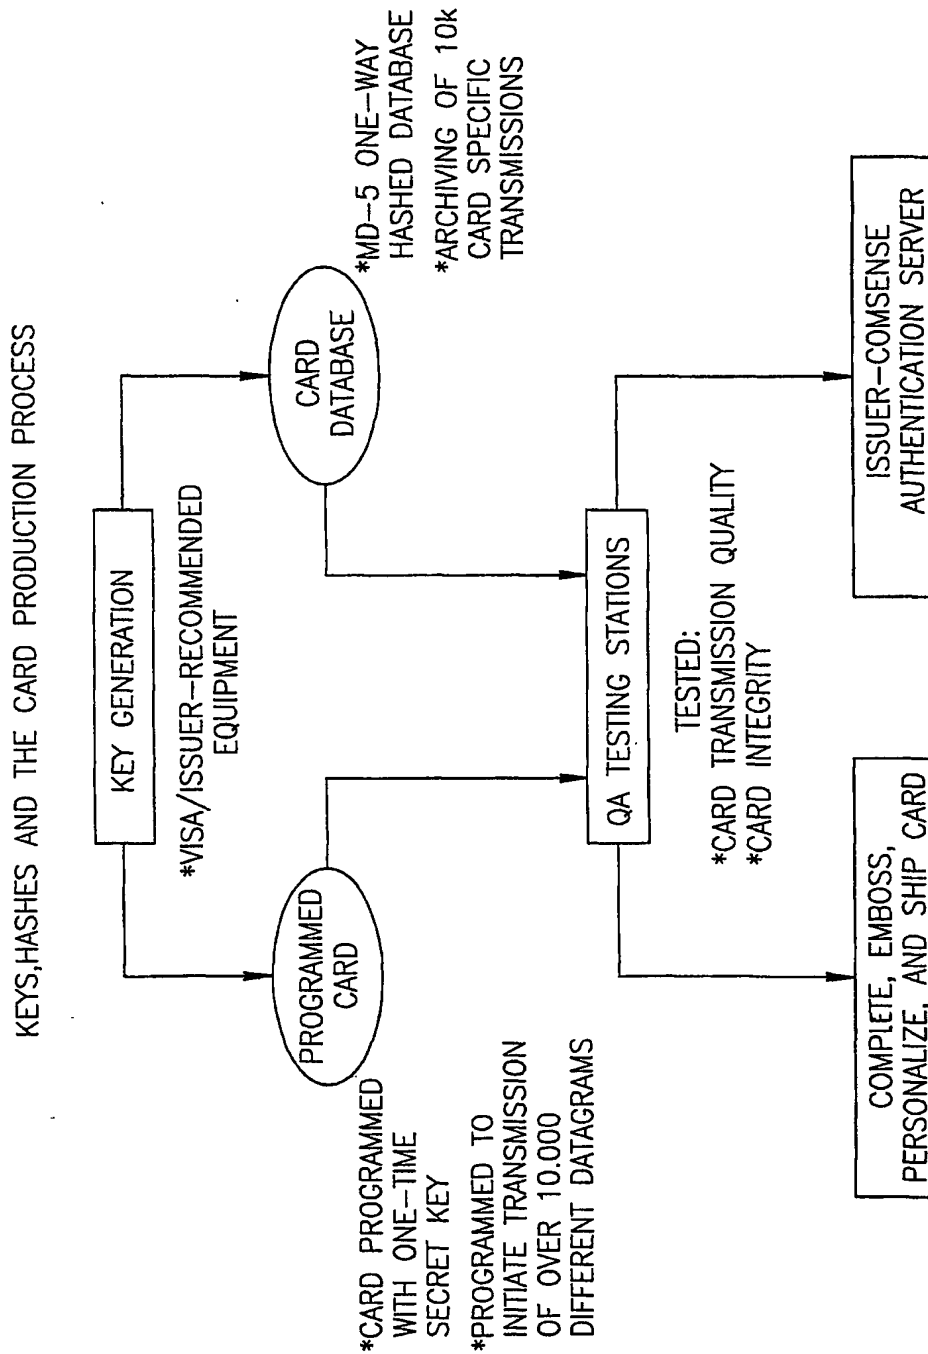 KEYS,HASHES AND THE CARD PRODUCTION PROCESS
KEY GENERATION
*VISA/ISSUER-RECOMMENDED
EQUIPMENT
PROGRAMMED
CARD
*CARD PROGRAMMED
WITH ONE-TIME
SECRET KEY
*PROGRAMMED TO
INITIATE TRANSMISSION
OF OVER 10.000
DIFFERENT DATAGRAMS
CARD
DATABASE
*MD-5 ONE-WAY
HASHED DATABASE
*ARCHIVING OF 10k
CARD SPECIFIC
TRANSMISSIONS
QA TESTING STATIONS
TESTED:
*CARD TRANSMISSION QUALITY
*CARD INTEGRITY
COMPLETE, EMBOSS,
PERSONALIZE, AND SHIP CARD
ISSUER-COMSENSE
AUTHENTICATION SERVER